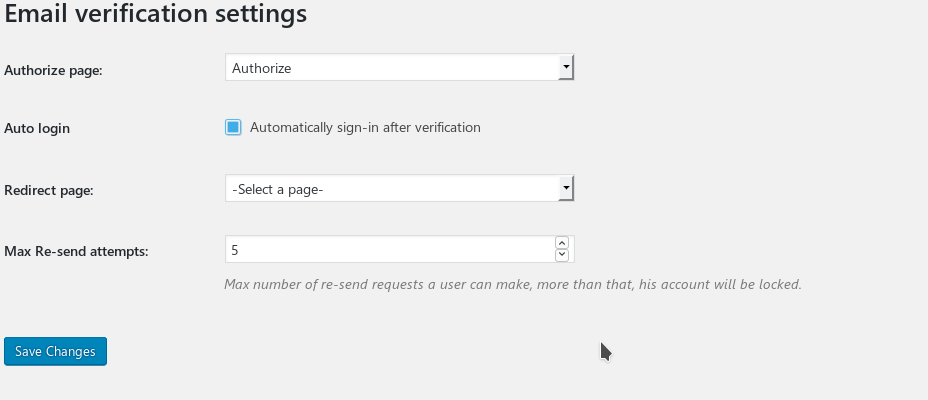 Email verification settings
Authorize page:
Authorize
Auto login
Automatically sign-in after verification
Redirect page:
-Select a page-
Max Re-send attempts:
5
Max number of re-send requests a user can make, more than that, his account will be locked.
Save Changes